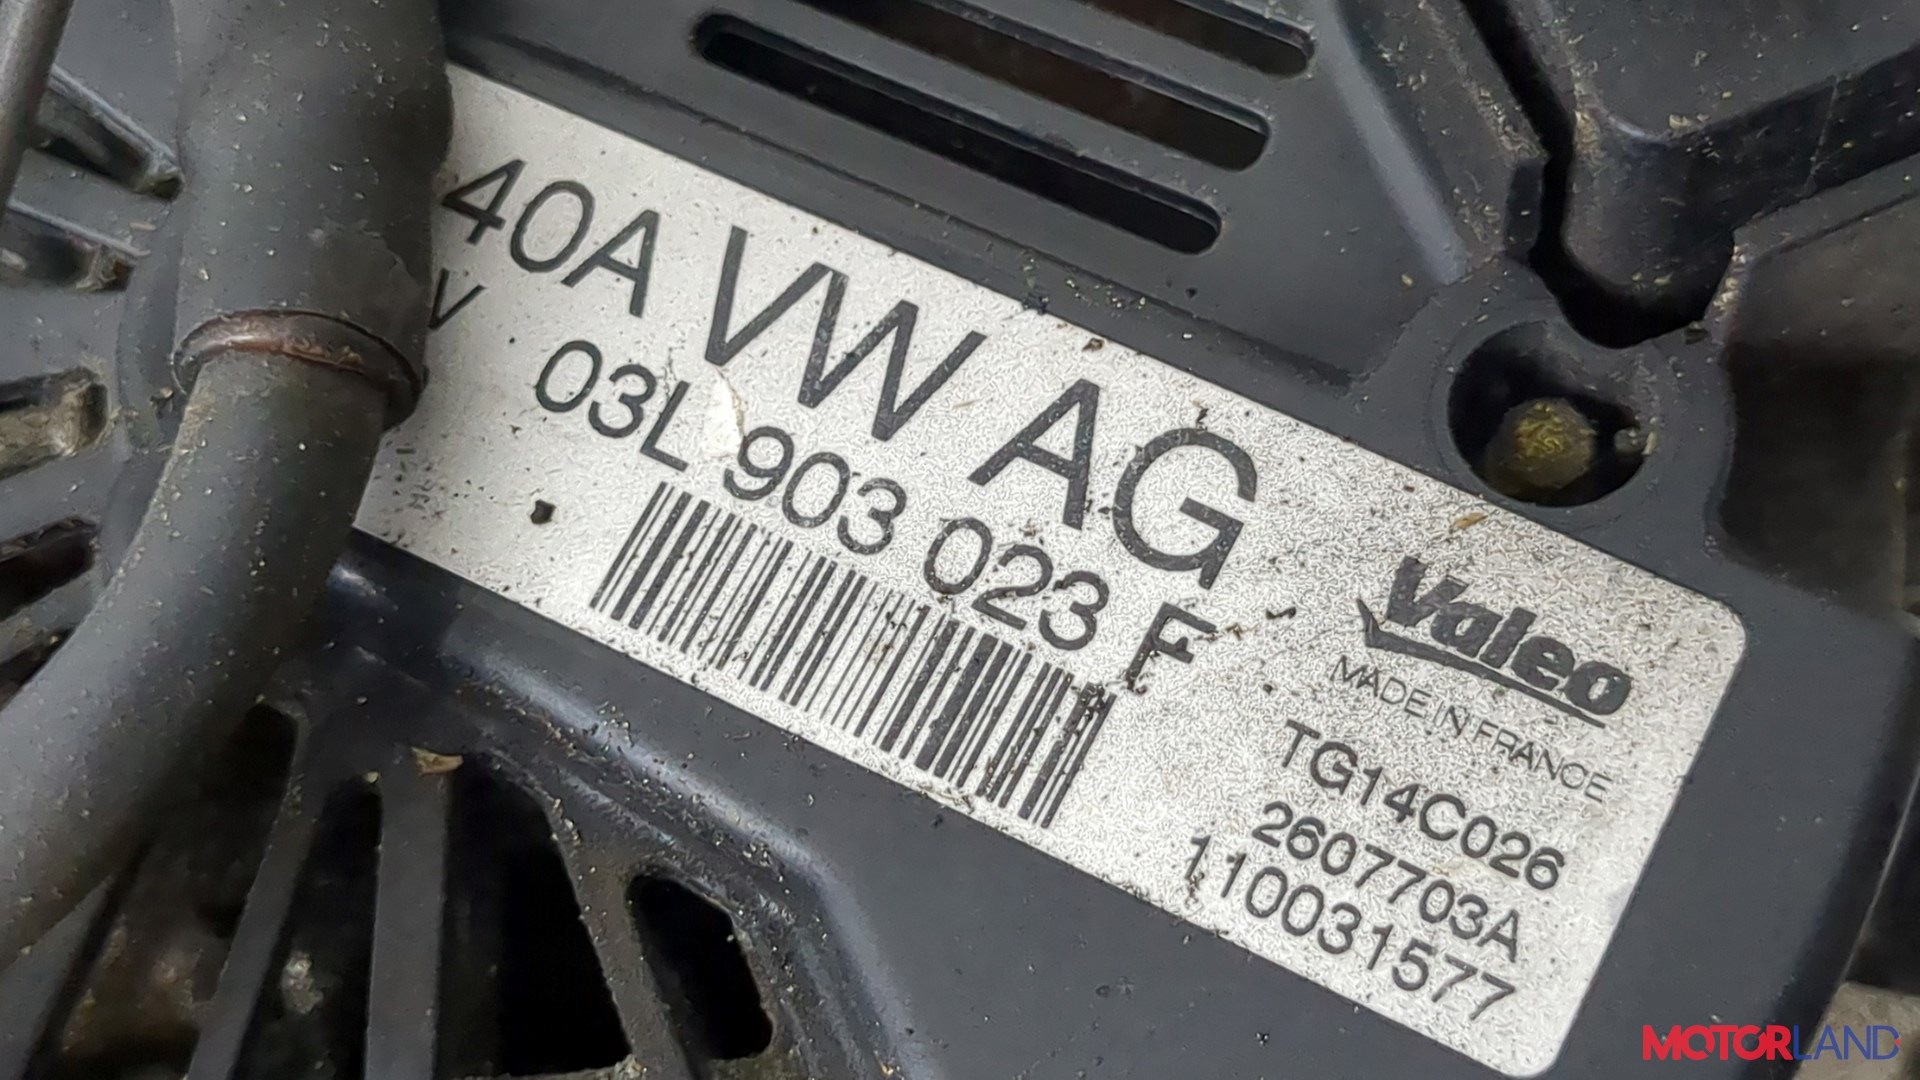 40A VW AG
V 03L 903 023 F
Valeo
MADE IN FRANCE
TG14C026
2607703A
110031577
MOTORLAND